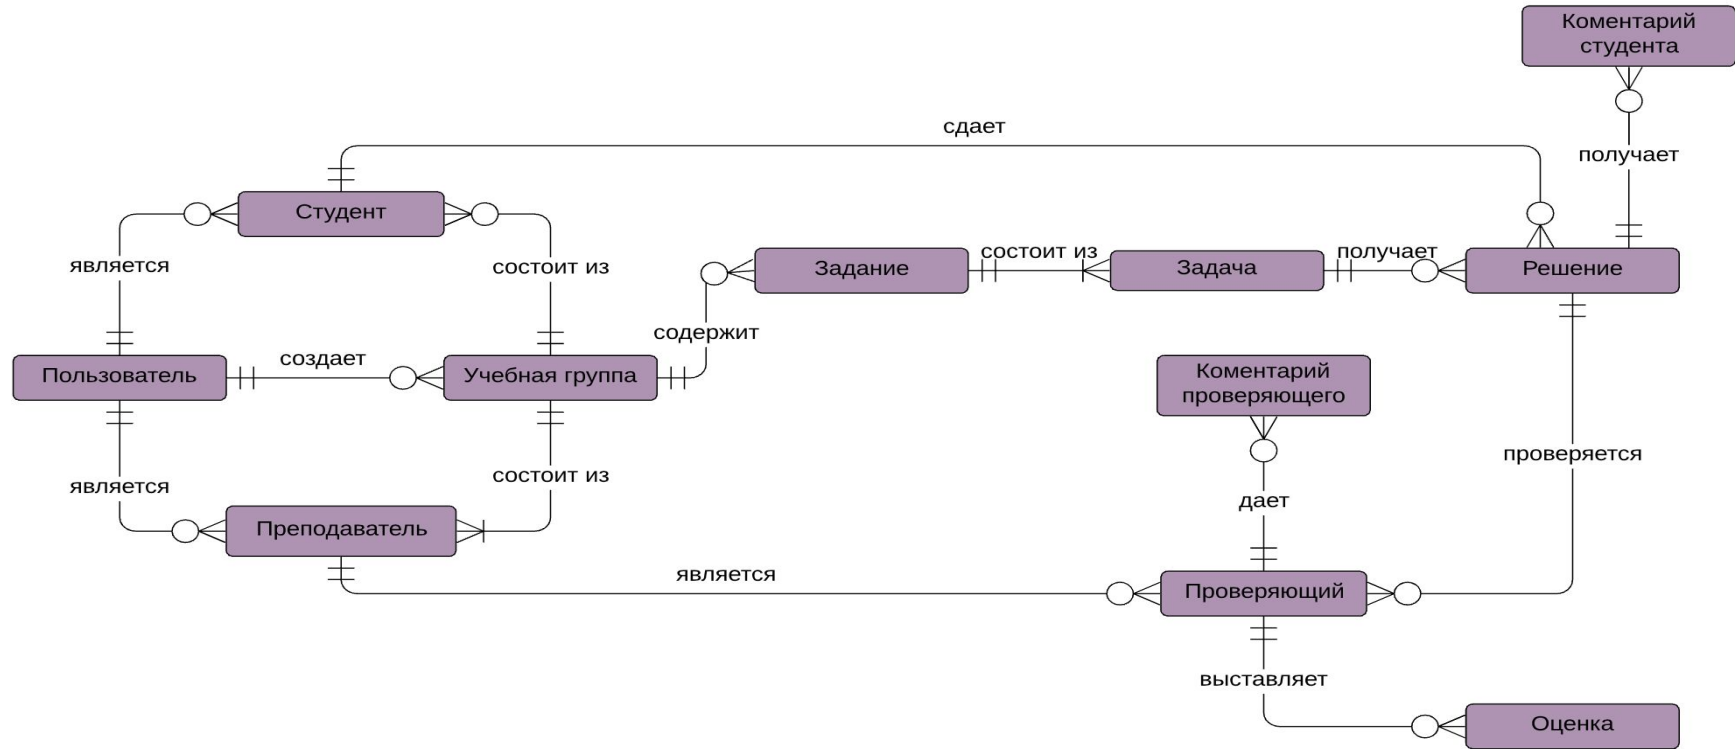 Коментарий
студента
сдает
получает
Студент
является
состоит из
Задание
состоит из
Задача
получает
Решение
содержит
Пользователь
создает
Учебная группа
Коментарий
проверяющего
является
состоит из
проверяется
дает
Преподаватель
является
Проверяющий
выставляет
Оценка